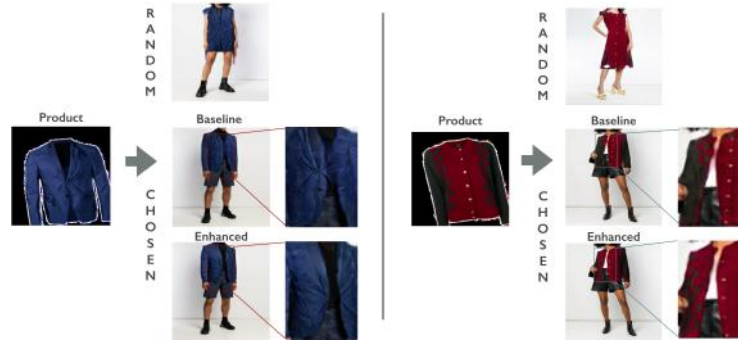 RANDOM
Product
Baseline
CHOSEN
Enhanced
RANDOM
Product
Baseline
CHOSEN
Enhanced